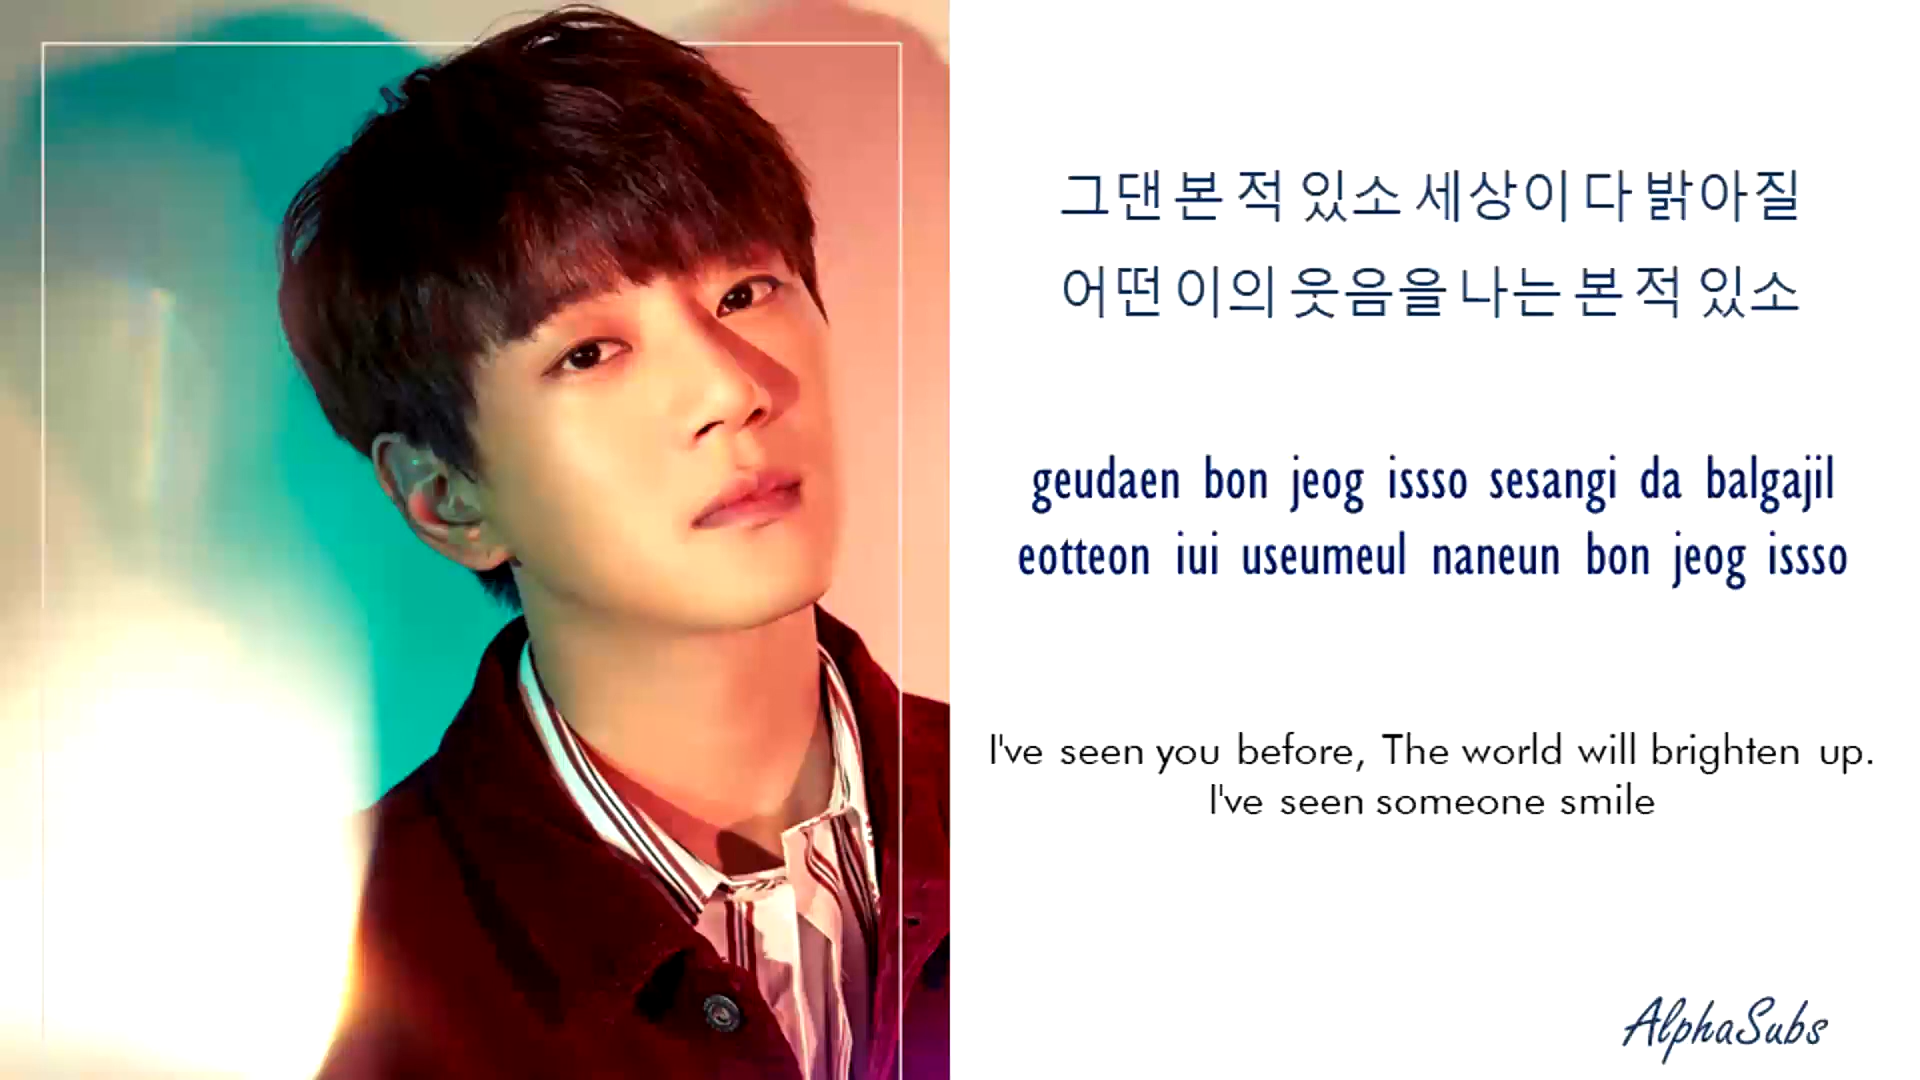 그댄 본 적 있소 세상이 다 밝아질
어떤 이의 웃음을 나는 본 적 있소
geudaen bon jeog issso sesangi da balgajil
eotteon iui useumeul naneun bon jeog issso
I've seen you before, The world will brighten up.
I've seen someone smile
AlphaSubs